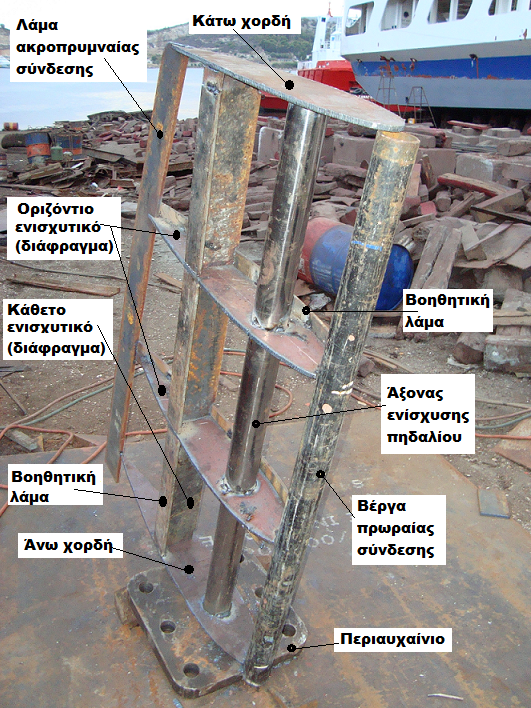 Λάμα
ακροπρυμναίας
σύνδεσης
Κάτω χορδή
Οριζόντιο
ενισχυτικό
(διάφραγμα)
Κάθετο
ενισχυτικό
(διάφραγμα)
Βοηθητική
λάμα
Άξονας
ενίσχυσης
πηδαλίου
Βοηθητική
λάμα
Βέργα
πρωραίας
σύνδεσης
Άνω χορδή
Περιαυχαίνιο